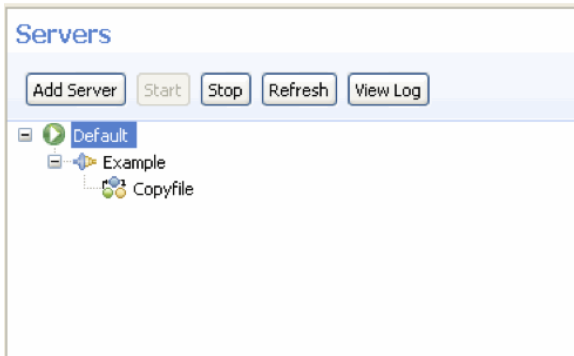 Servers
Add Server Start Stop Refresh View Log
Default
Example
Copyfile